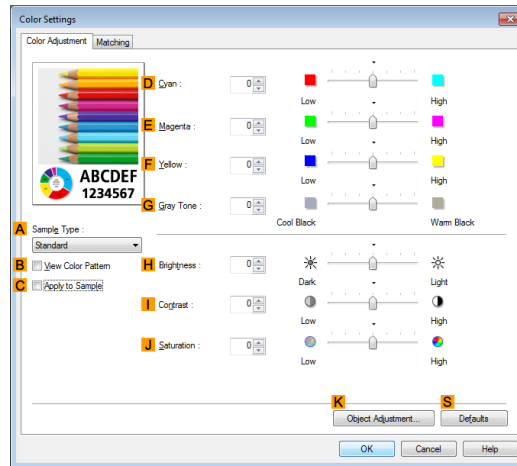 Color Settings
Color Adjustment Matching
D Cyan : 0
Low High
E Magenta : 0
Low High
F Yellow : 0
Low High
ABCDEF
1234567
G Gray Tone : 0
Cool Black Warm Black
A Sample Type :
Standard
B View Color Pattern
H Brightness : 0
Dark Light
C Apply to Sample
I Contrast : 0
Low High
J Saturation : 0
Low High
K S
Object Adjustment... Defaults
OK Cancel Help